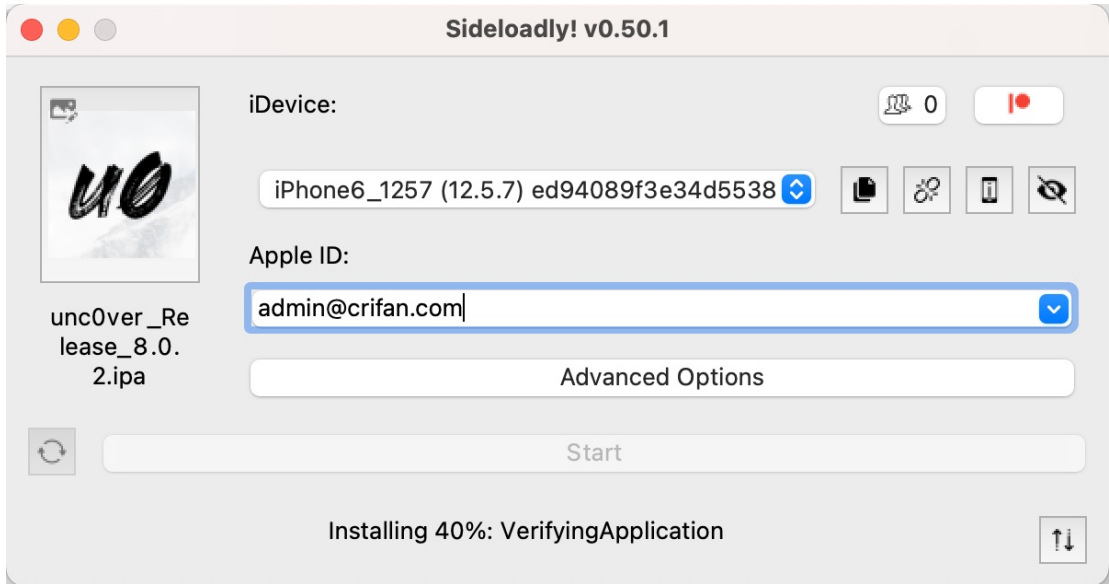 Sideloadly! v0.50.1
iDevice:
0
iPhone6_1257 (12.5.7) ed94089f3e34d5538
Apple ID:
admin@crifan.com
u0
unc0ver_Re
lease_8.0.
2.ipa
Advanced Options
Start
Installing 40%: VerifyingApplication